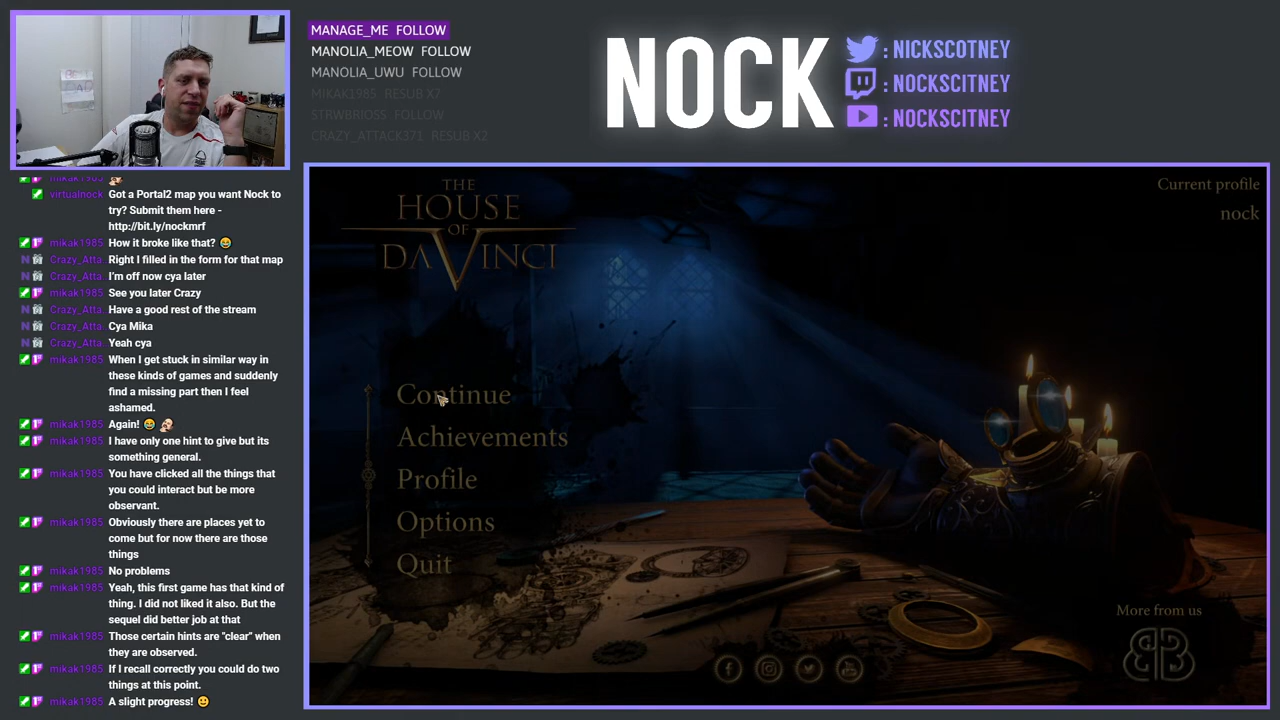 MANAGE_ME FOLLOW
MANOLIA_MEOW FOLLOW
MANOLIA_UWU FOLLOW
MIKAK1985 RESUB X7
STRWBRIOSS FOLLOW
CRAZY_ATTACK371 RESUB X2
NOCK
: NICKSCOTNEY
: NOCKSCITNEY
: NOCKSCITNEY
mikak1985
virtualnock Got a Portal2 map you want Nock to
try? Submit them here -
http://bit.ly/nockmrf
mikak1985 How it broke like that? 😂
Crazy_Atta.. Right I filled in the form for that map
Crazy_Atta.. I'm off now cya later
mikak1985 See you later Crazy
Crazy_Atta.. Have a good rest of the stream
Crazy_Atta.. Cya Mika
Crazy_Atta.. Yeah cya
mikak1985 When I get stuck in similar way in
these kinds of games and suddenly
find a missing part then I feel
ashamed.
mikak1985 Again! 😂 🤦🏻
mikak1985 I have only one hint to give but its
something general.
mikak1985 You have clicked all the things that
you could interact but be more
observant.
mikak1985 Obviously there are places yet to
come but for now there are those
things
mikak1985 No problems
mikak1985 Yeah, this first game has that kind of
thing. I did not liked it also. But the
sequel did better job at that
mikak1985 Those certain hints are "clear" when
they are observed.
mikak1985 If I recall correctly you could do two
things at this point.
mikak1985 A slight progress! 🙂
THE
HOUSE
OF
DA VINCI
Current profile
nock
Continue
Achievements
Profile
Options
Quit
More from us